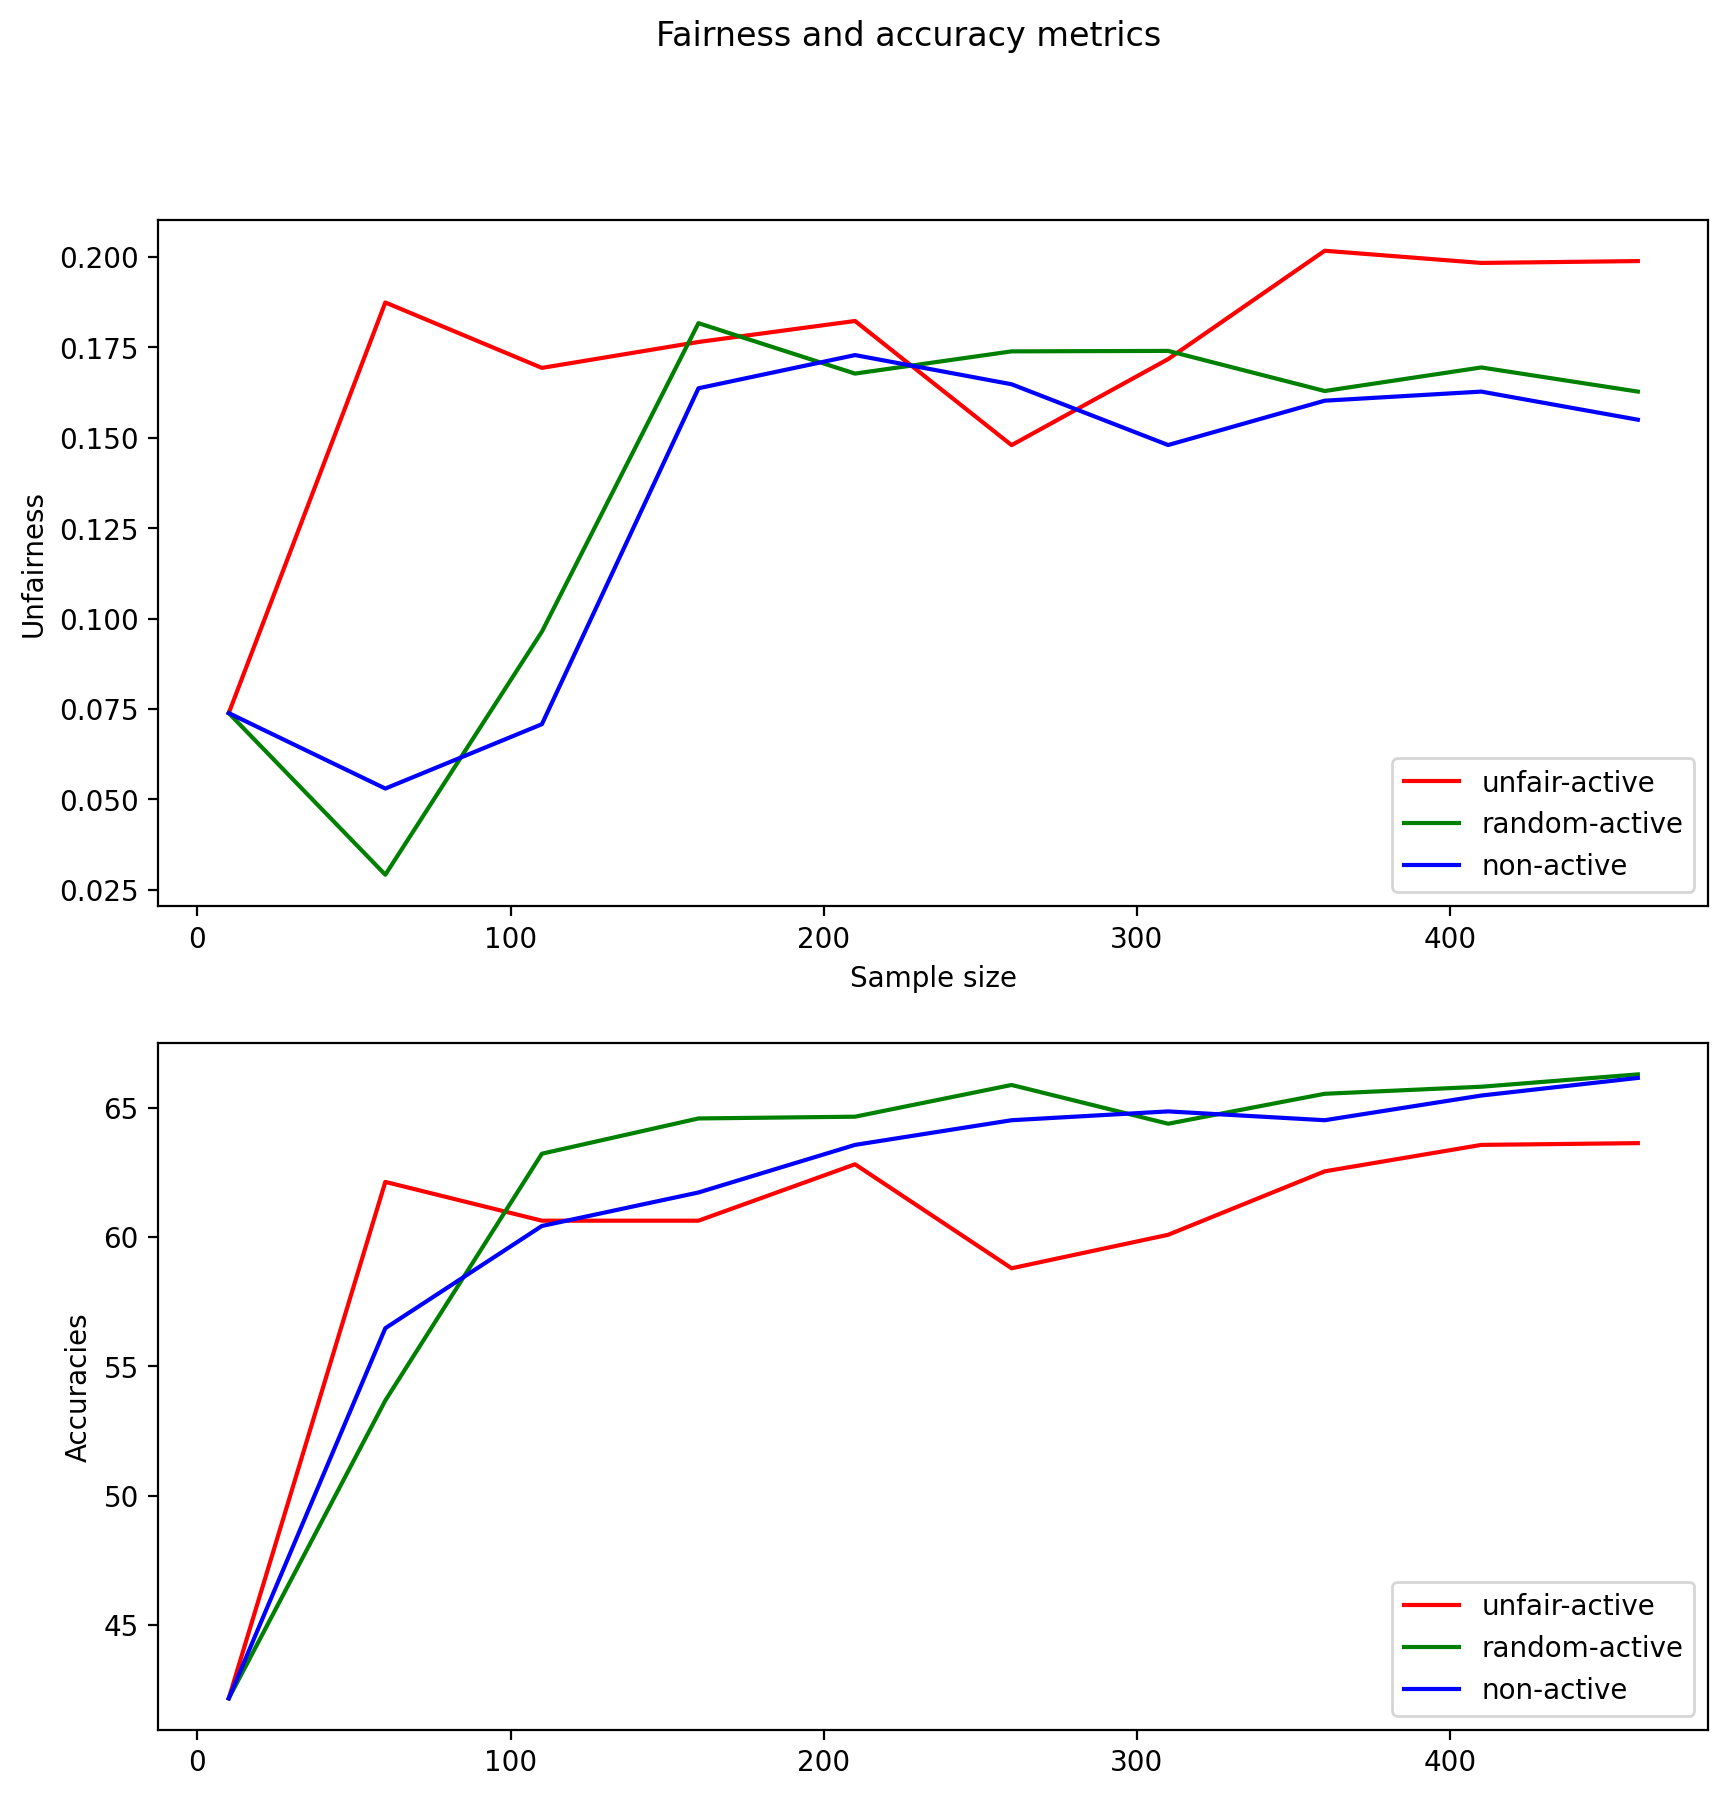 Fairness and accuracy metrics
0.200
0.175
0.150
0.125
0.100
0.075
0.050
0.025
Unfairness
unfair-active
random-active
non-active
0 100 200 300 400
Sample size
65
60
55
50
45
Accuracies
unfair-active
random-active
non-active
0 100 200 300 400